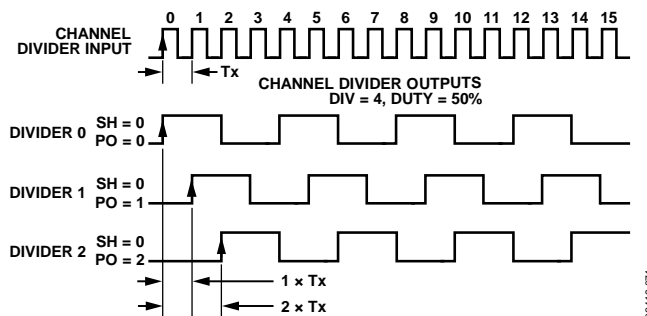 0 1 2 3 4 5 6 7 8 9 10 11 12 13 14 15
CHANNEL
DIVIDER INPUT
Tx
CHANNEL DIVIDER OUTPUTS
DIV = 4, DUTY = 50%
DIVIDER 0
SH = 0
PO = 0
DIVIDER 1
SH = 0
PO = 1
DIVIDER 2
SH = 0
PO = 2
1 × Tx
2 × Tx